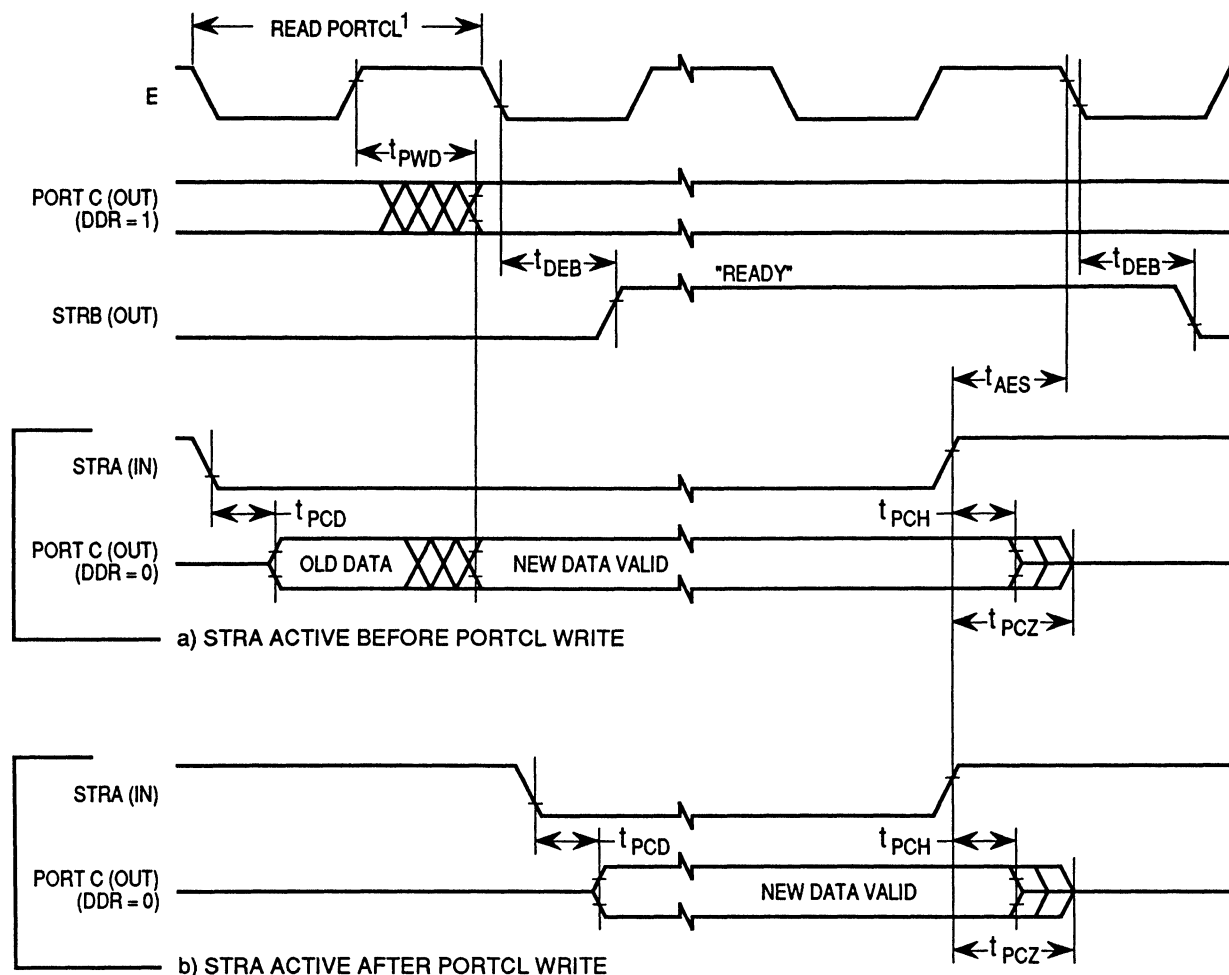 READ PORTCL1
E
tPWD
PORT C (OUT)
(DDR = 1)
tDEB
"READY"
tDEB
STRB (OUT)
tAES
STRA (IN)
tPCD
tPCH
PORT C (OUT)
(DDR = 0)
OLD DATA
NEW DATA VALID
tPCZ
a) STRA ACTIVE BEFORE PORTCL WRITE
STRA (IN)
tPCD
tPCH
PORT C (OUT)
(DDR = 0)
NEW DATA VALID
tPCZ
b) STRA ACTIVE AFTER PORTCL WRITE